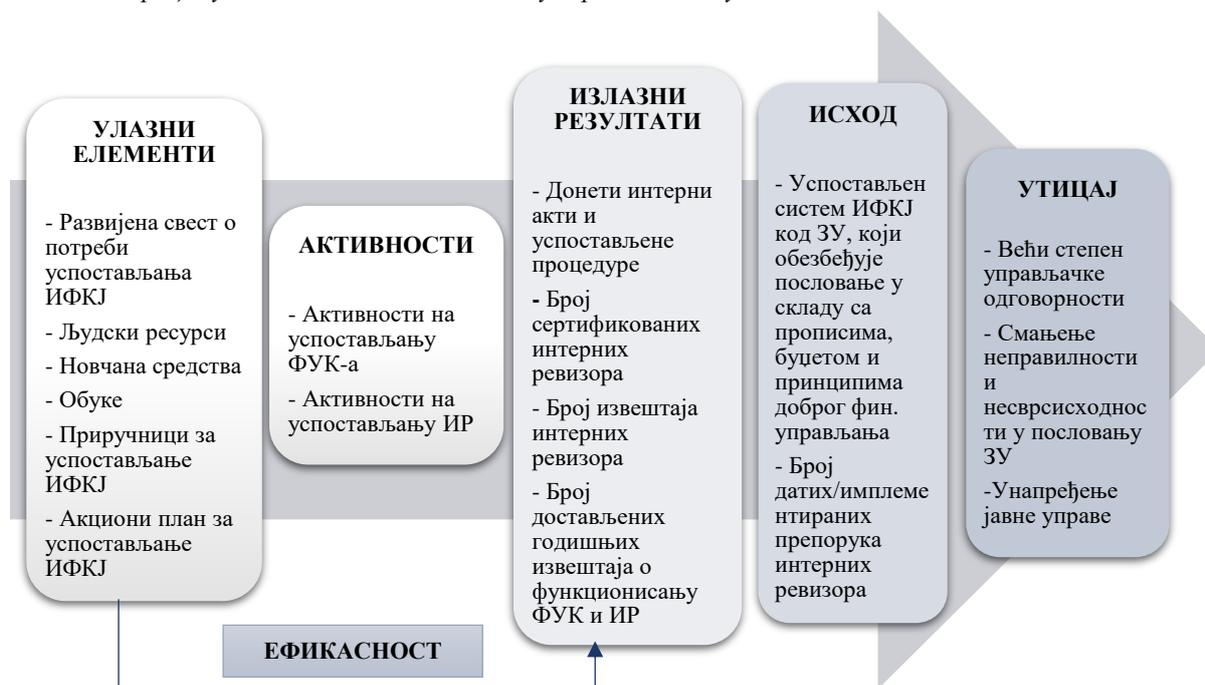 УЛАЗНИ
ЕЛЕМЕНТИ
- Развијена свест о
потреби
успостављања
ИФКЈ
- Људски ресурси
- Новчана средства
- Обуке
- Приручници за
успостављање
ИФКЈ
- Акциони план за
успостављање
ИФКЈ
АКТИВНОСТИ
- Активности на
успостављању
ФУК-а
- Активности на
успостављању ИР
ИЗЛАЗНИ
РЕЗУЛТАТИ
- Донети интерни
акти и
успостављене
процедуре
- Број
сертификованих
интерних
ревизора
- Број извештаја
интерних
ревизора
- Број
достављених
годишњих
извештаја о
функционисању
ФУК и ИР
ИСХОД
- Успостављен
систем ИФКЈ
код ЗУ, који
обезбеђује
пословање у
складу са
прописима,
буџетом и
принципима
доброг фин.
управљања
- Број
датих/имплеме
нтираних
препорука
интерних
ревизора
УТИЦАЈ
- Већи степен
управљачке
одговорности
- Смањење
неправилности
и
несврсисходнос
ти у пословању
ЗУ
-Унапређење
јавне управе
ЕФИКАСНОСТ